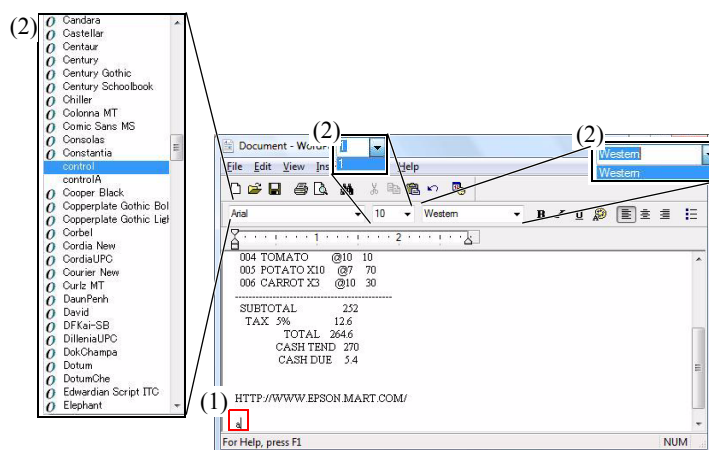 (2)
Candara
Castellar
Centaur
Century
Century Gothic
Century Schoolbook
Chiller
Colonna MT
Comic Sans MS
Consolas
Constantia
control
controlA
Cooper Black
Copperplate Gothic Bol
Copperplate Gothic Ligh
Corbel
Cordia New
CordiaUPC
Courier New
Curlz MT
DaunPenh
David
DFKai-SB
DilleniaUPC
DokChampa
Dotum
DotumChe
Edwardian Script ITC
Elephant
(2)
1
1
(2)
Western
Western
Document - Word
File Edit View Ins Help
Arial 10 Western B U
1 2
004 TOMATO @10 10
005 POTATO X10 @7 70
006 CARROT X3 @10 30
SUBTOTAL 252
TAX 5% 12.6
TOTAL 264.6
CASH TEND 270
CASH DUE 5.4
HTTP://WWW.EPSON.MART.COM/
(1)
a
For Help, press F1 NUM